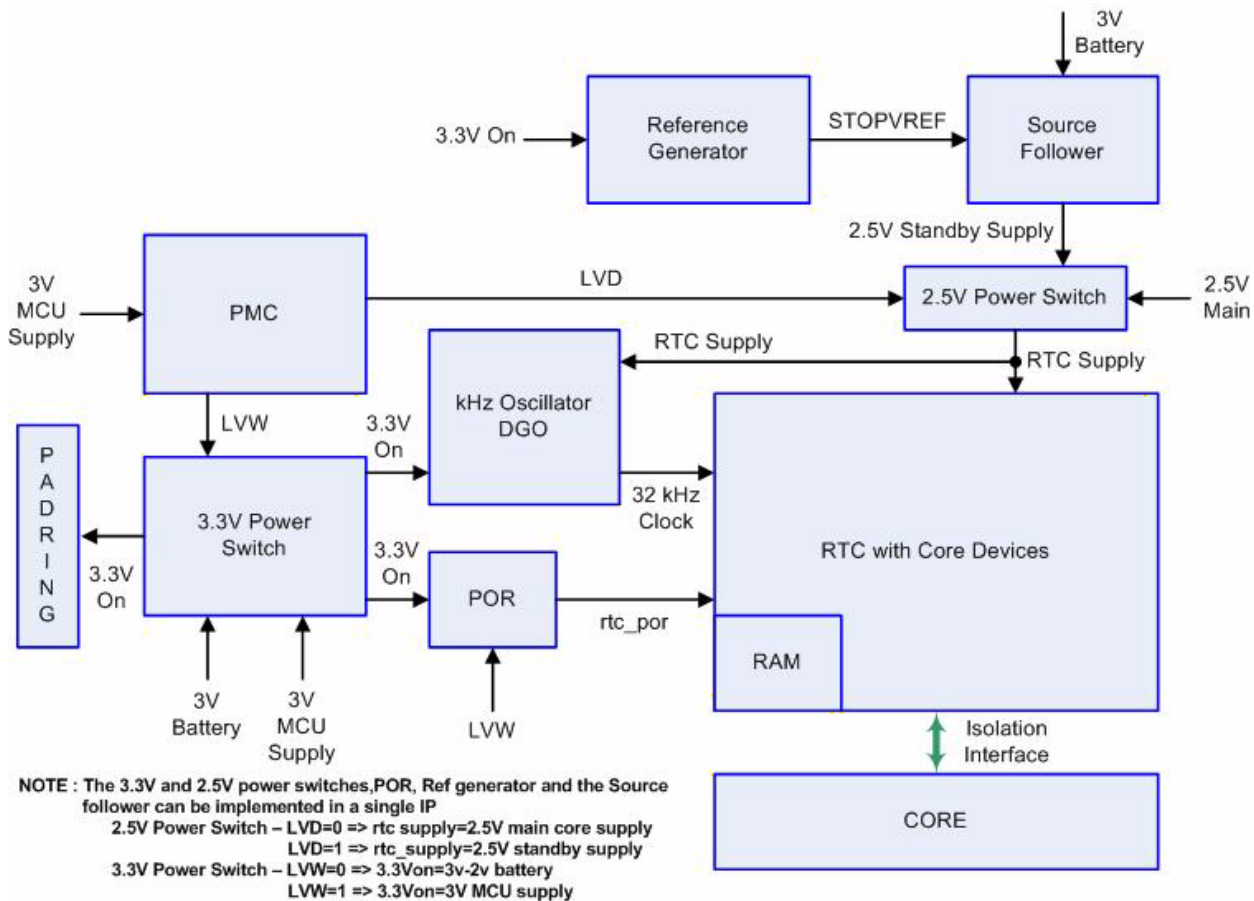 3V
Battery
3.3V On
Reference
Generator
STOPVREF
Source
Follower
2.5V Standby Supply
3V
MCU
Supply
PMC
LVD
2.5V Power Switch
2.5V
Main
RTC Supply
RTC Supply
LVW
kHz Oscillator
DGO
3.3V
On
32 kHz
Clock
PADRING
3.3V
On
3.3V Power
Switch
3.3V
On
POR
rtc_por
RTC with Core Devices
RAM
3V
Battery
3V
MCU
Supply
LVW
Isolation
Interface
CORE
NOTE : The 3.3V and 2.5V power switches,POR, Ref generator and the Source
follower can be implemented in a single IP
2.5V Power Switch – LVD=0 => rtc supply=2.5V main core supply
LVD=1 => rtc_supply=2.5V standby supply
3.3V Power Switch – LVW=0 => 3.3Von=3v-2v battery
LVW=1 => 3.3Von=3V MCU supply